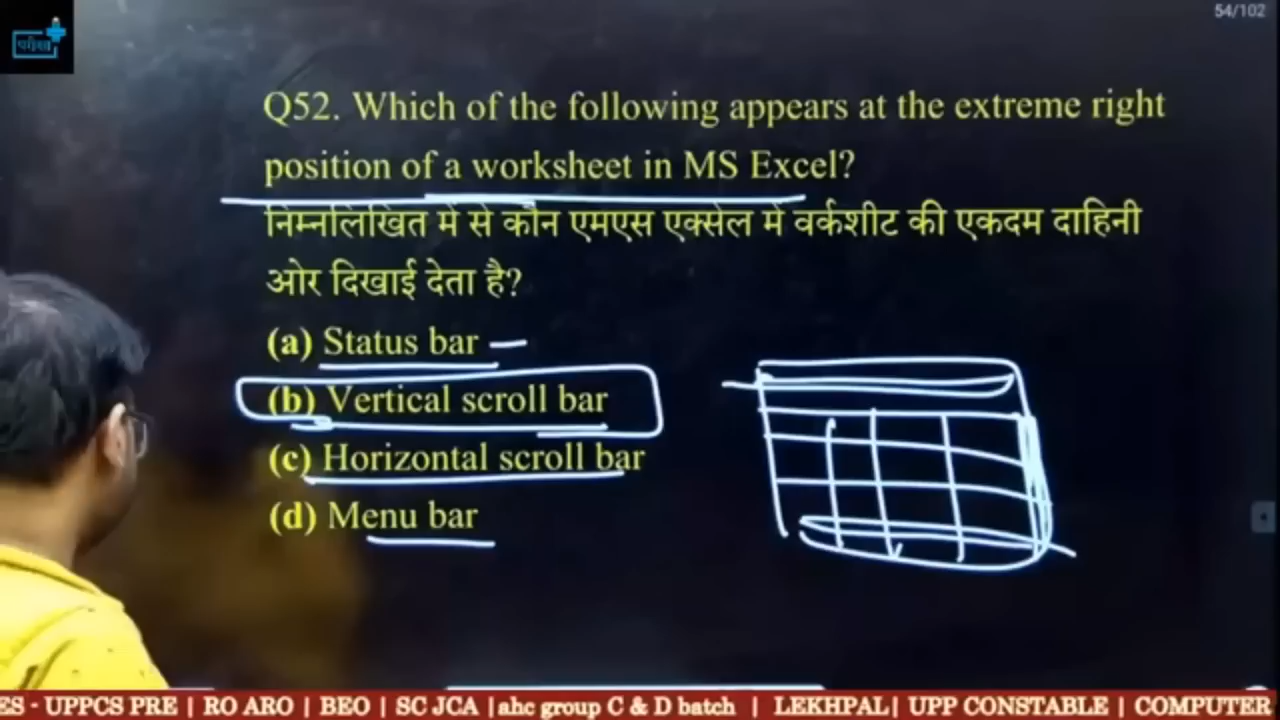 54/102
परीक्षा
Q52. Which of the following appears at the extreme right
position of a worksheet in MS Excel?
निम्नलिखित में से कौन एमएस एक्सेल में वर्कशीट की एकदम दाहिनी
ओर दिखाई देता है?
(a) Status bar
(b) Vertical scroll bar
(c) Horizontal scroll bar
(d) Menu bar
ES - UPPCS PRE | RO ARO | BEO | SC JCA |ahc group C & D batch | LEKHPAL| UPP CONSTABLE | COMPUTER